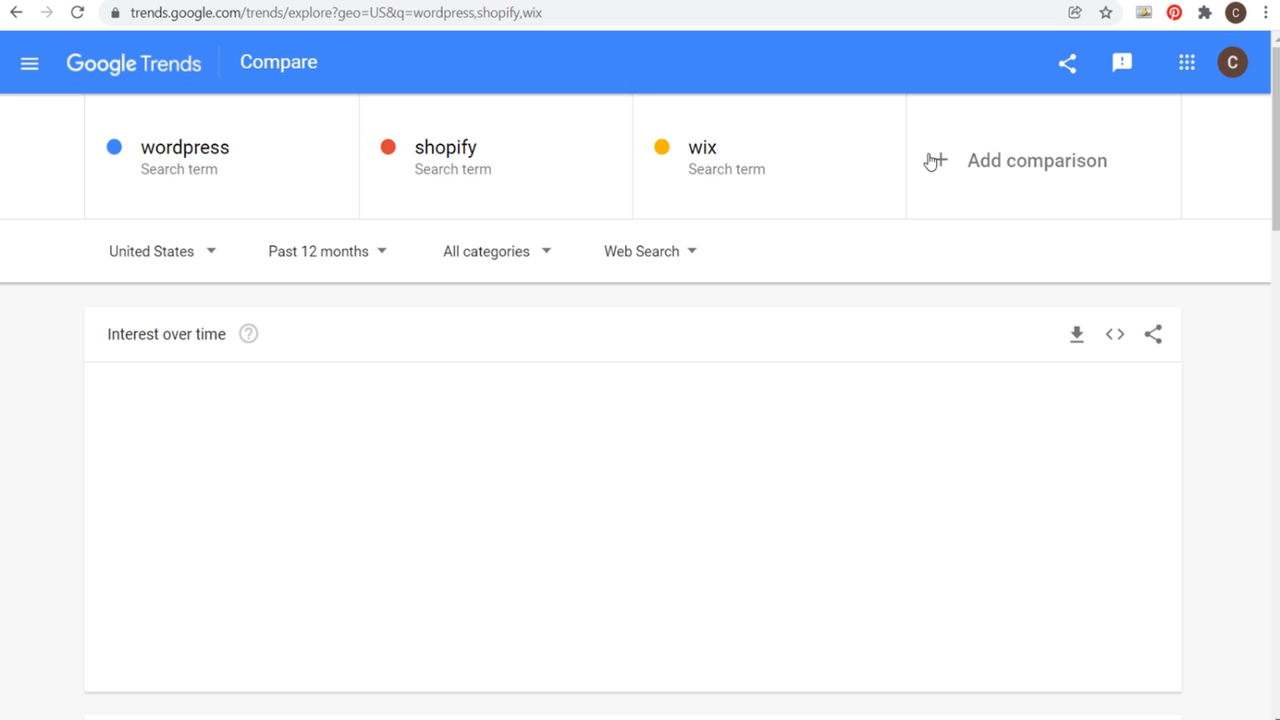 trends.google.com/trends/explore?geo=US&q=wordpress,shopify,wix
C
Google Trends
Compare
C
wordpress
Search term
shopify
Search term
wix
Search term
Add comparison
United States
Past 12 months
All categories
Web Search
Interest over time